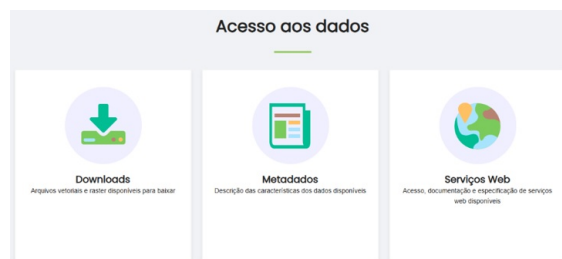 Acesso aos dados
Downloads
Arquivos vetoriais e raster disponíveis para baixar
Metadados
Descrição das características dos dados disponíveis
Serviços Web
Acesso, documentação e especificação de serviços
web disponíveis